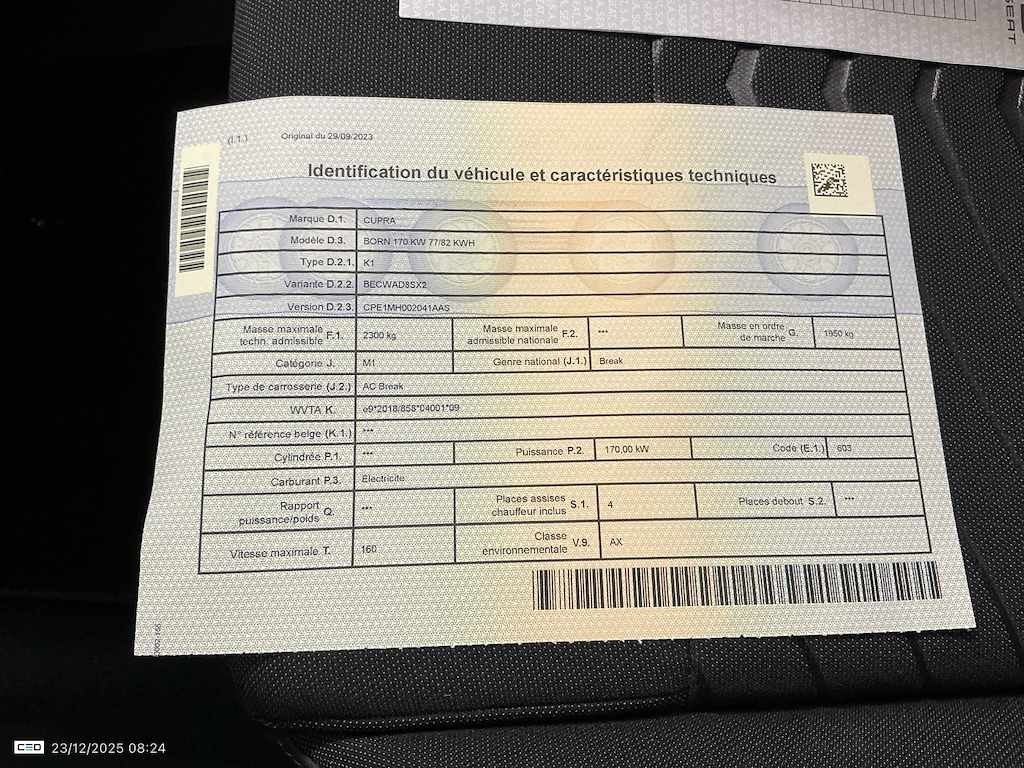 SEAT
(I.1.) Original du 29/09/2023
Identification du véhicule et caractéristiques techniques
Marque D.1. CUPRA
Modèle D.3. BORN 170 KW 77/82 KWH
Type D.2.1. K1
Variante D.2.2. BECWAD8SX2
Version D.2.3. CPE1MH002041AAS
Masse maximale techn. admissible F.1. 2300 kg Masse maximale admissible nationale F.2. *** Masse en ordre de marche G. 1950 kg
Catégorie J. M1 Genre national (J.1.) Break
Type de carrosserie (J.2.) AC Break
WVTA K. e9*2018/858*04001*09
N° référence belge (K.1.) ***
Cylindrée P.1. *** Puissance P.2. 170,00 kW Code (E.1.) 603
Carburant P.3. Electricite
Rapport puissance/poids Q. *** Places assises chauffeur inclus S.1. 4 Places debout S.2. ***
Vitesse maximale T. 160 Classe environnementale V.9. AX
CEO 23/12/2025 08:24